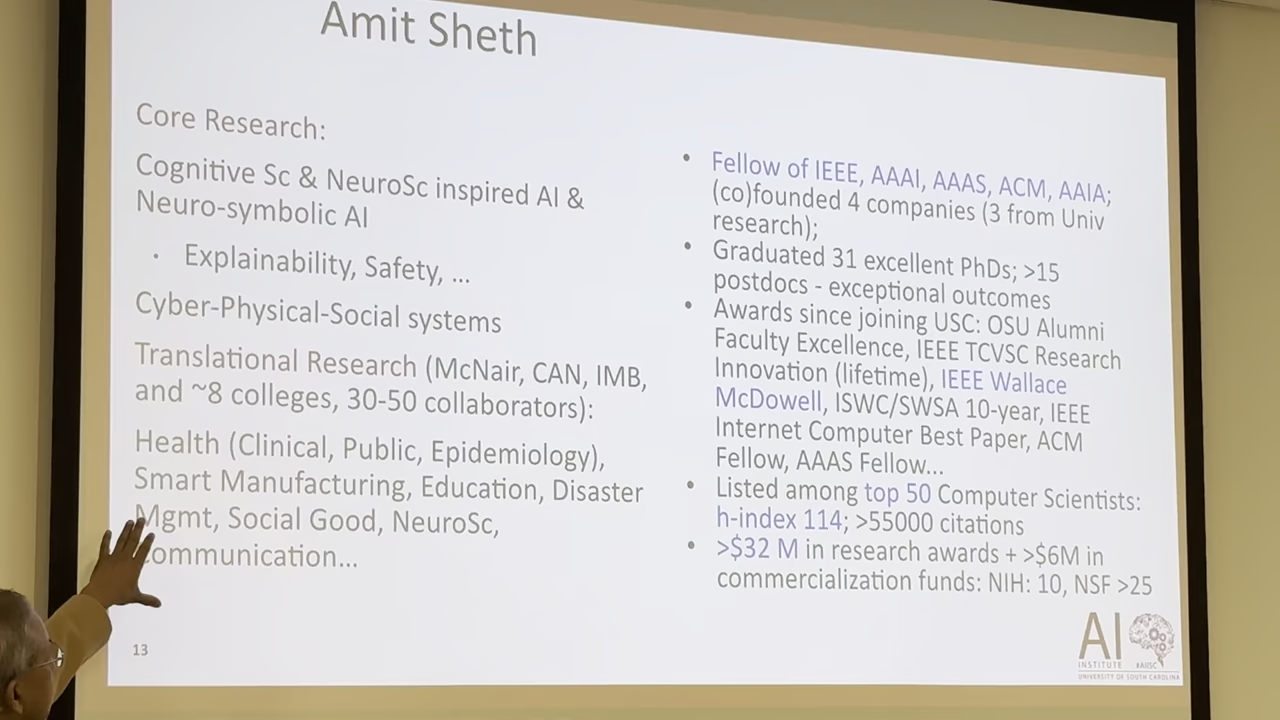 Amit Sheth
Core Research:
Cognitive Sc & NeuroSc inspired AI &
Neuro-symbolic AI
• Explainability, Safety, ...
Cyber-Physical-Social systems
Translational Research (McNair, CAN, IMB,
and ~8 colleges, 30-50 collaborators):
Health (Clinical, Public, Epidemiology),
Smart Manufacturing, Education, Disaster
Mgmt, Social Good, NeuroSc,
ommunication...
• Fellow of IEEE, AAAI, AAAS, ACM, AAIA;
(co)founded 4 companies (3 from Univ
research);
• Graduated 31 excellent PhDs; >15
postdocs - exceptional outcomes
• Awards since joining USC: OSU Alumni
Faculty Excellence, IEEE TCVSC Research
Innovation (lifetime), IEEE Wallace
McDowell, ISWC/SWSA 10-year, IEEE
Internet Computer Best Paper, ACM
Fellow, AAAS Fellow...
• Listed among top 50 Computer Scientists:
h-index 114; >55000 citations
• >$32 M in research awards + >$6M in
commercialization funds: NIH: 10, NSF >25
13
AI
INSTITUTE #AIISC
UNIVERSITY OF SOUTH CAROLINA